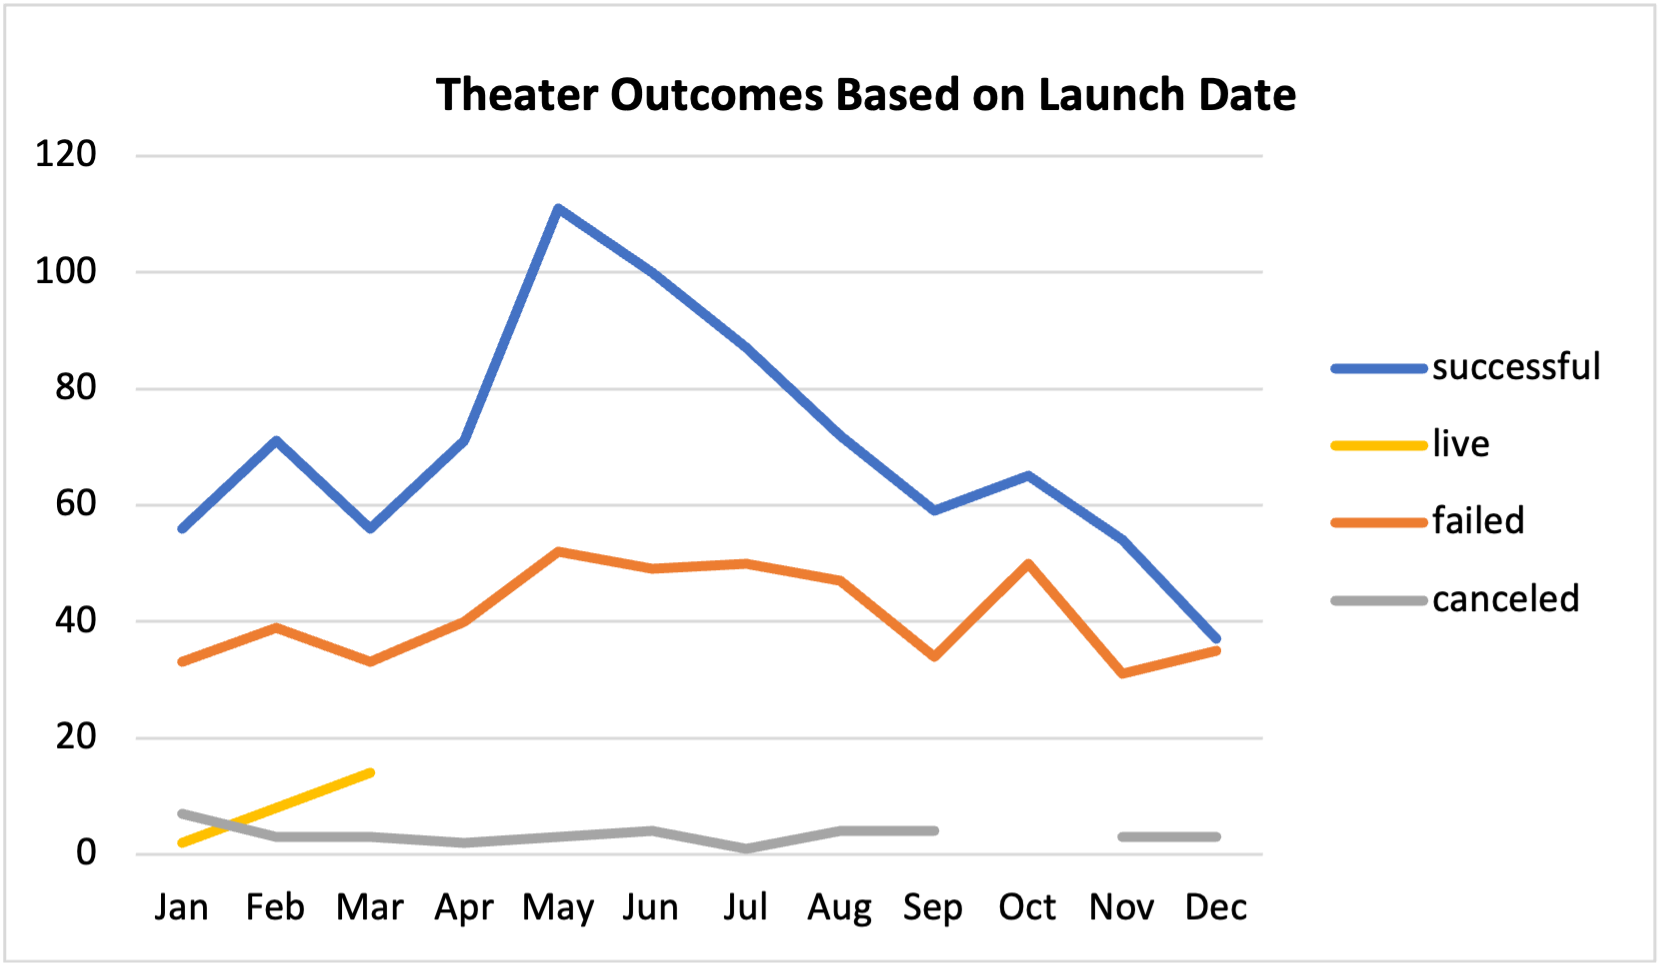 Theater Outcomes Based on Launch Date
120
100
80
60
40
20
0
Jan Feb Mar Apr May Jun Jul Aug Sep Oct Nov Dec
successful
live
failed
canceled